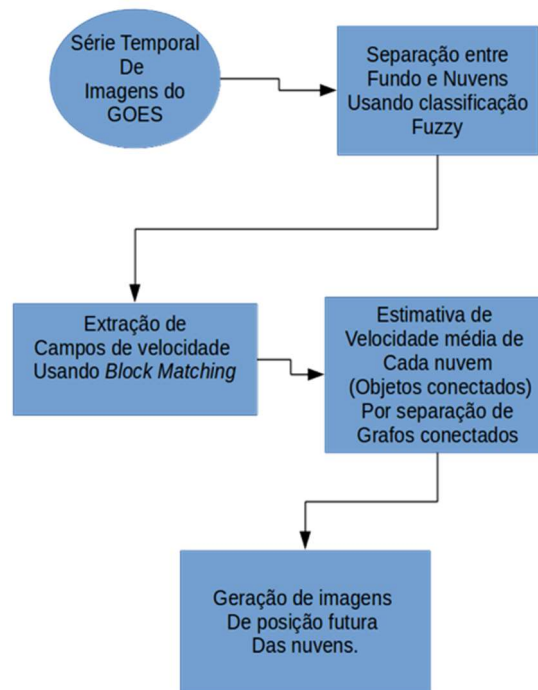 Série Temporal
De
Imagens do
GOES
Separação entre
Fundo e Nuvens
Usando classificação
Fuzzy
Extração de
Campos de velocidade
Usando Block Matching
Estimativa de
Velocidade média de
Cada nuvem
(Objetos conectados)
Por separação de
Grafos conectados
Geração de imagens
De posição futura
Das nuvens.